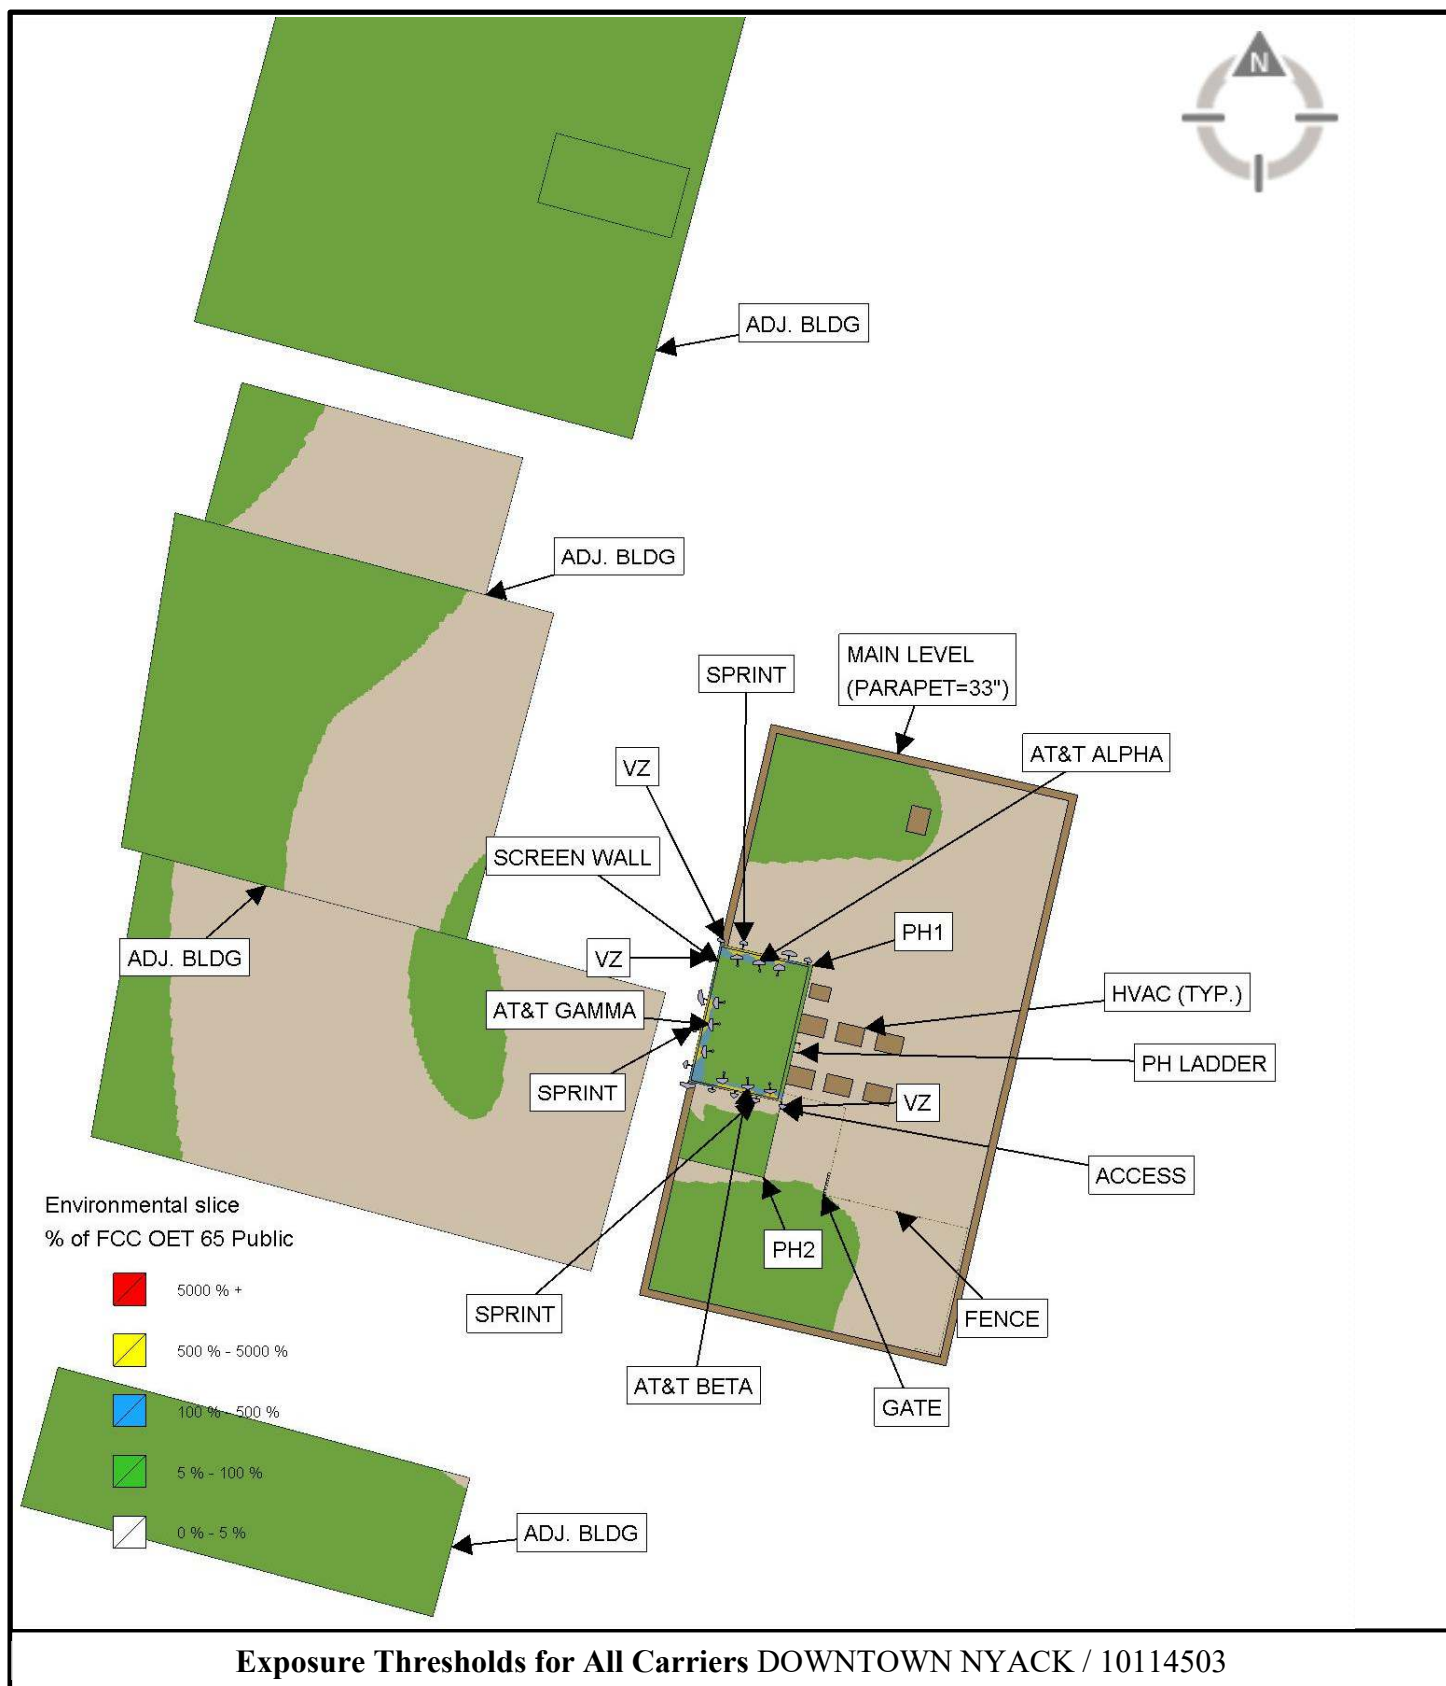 N
ADJ. BLDG
ADJ. BLDG
MAIN LEVEL
(PARAPET=33")
SPRINT
AT&T ALPHA
VZ
SCREEN WALL
PH1
ADJ. BLDG
VZ
HVAC (TYP.)
AT&T GAMMA
PH LADDER
SPRINT
VZ
ACCESS
Environmental slice
% of FCC OET 65 Public
PH2
5000 % +
SPRINT
FENCE
500 % - 5000 %
AT&T BETA
GATE
100 % - 500 %
5 % - 100 %
0 % - 5 %
ADJ. BLDG
Exposure Thresholds for All Carriers DOWNTOWN NYACK / 10114503